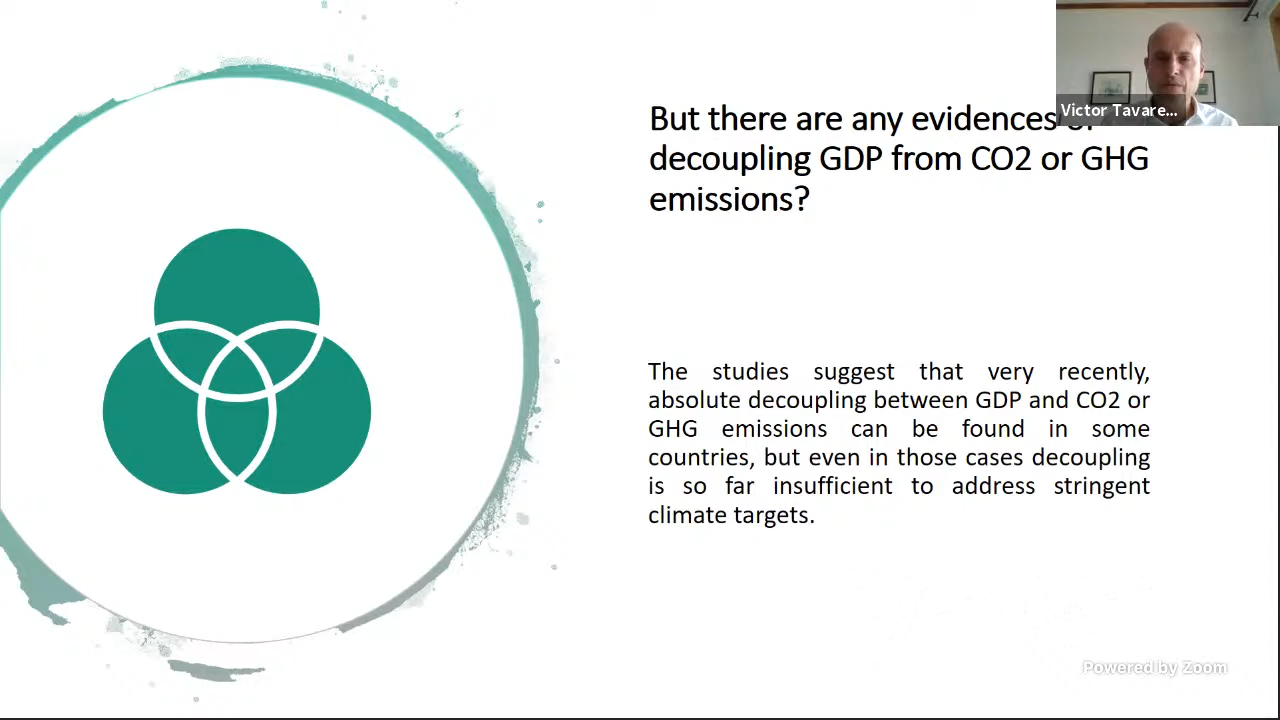 But there are any evidences of
decoupling GDP from CO2 or GHG
emissions?
Victor Tavare...
The studies suggest that very recently,
absolute decoupling between GDP and CO2 or
GHG emissions can be found in some
countries, but even in those cases decoupling
is so far insufficient to address stringent
climate targets.
Powered by Zoom